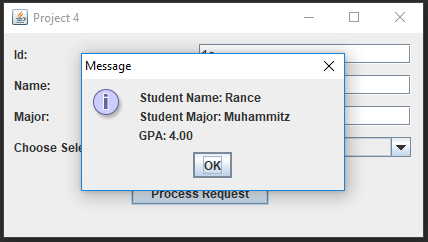 Project 4
Id:
Message
Name:
Student Name: Rance
Student Major: Muhammitz
Major:
GPA: 4.00
Choose
OK
Process Request